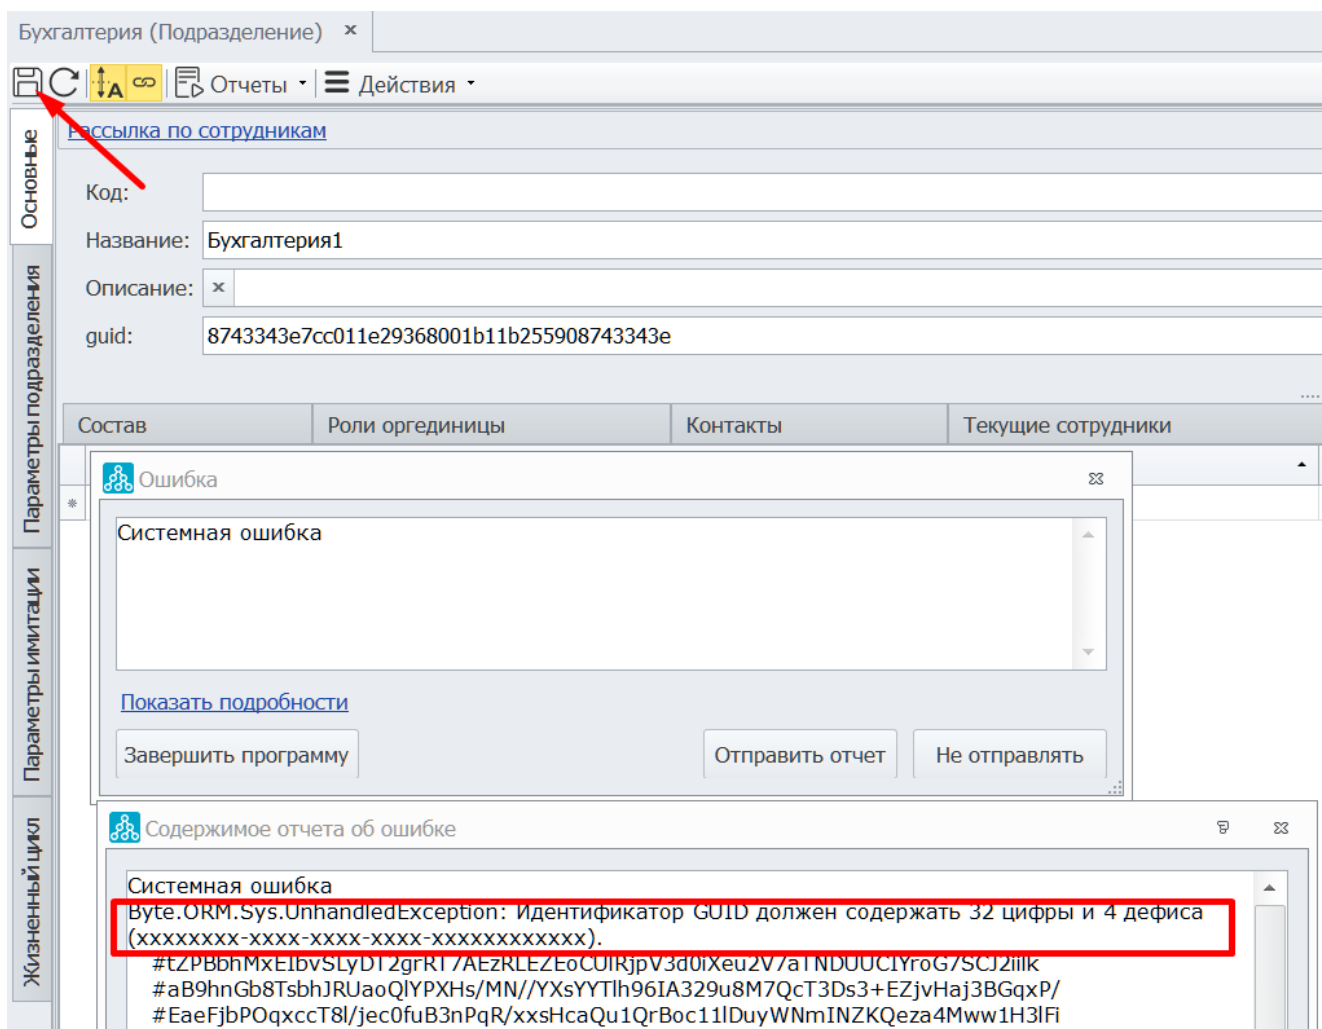 Бухгалтерия (Подразделение)
Отчеты
Действия
Основные
Параметры подразделения
Параметры имитации
Жизненный цикл
Рассылка по сотрудникам
Код:
Название: Бухгалтерия1
Описание:
guid: 8743343e7cc011e29368001b11b255908743343e
Состав Роли оргединицы Контакты Текущие сотрудники
Ошибка
Системная ошибка
Показать подробности
Завершить программу Отправить отчет Не отправлять
Содержимое отчета об ошибке
Системная ошибка
Byte.ORM.Sys.UnhandledException: Идентификатор GUID должен содержать 32 цифры и 4 дефиса
(xxxxxxxx-xxxx-xxxx-xxxx-xxxxxxxxxxxx).
#aB9hnGb8TsbhJRUaoQlYPXHs/MN//YXsYYTlh96IA329u8M7QcT3Ds3+EZjvHaj3BGqxP/
#EaeFjbPOqxccT8l/jec0fuB3nPqR/xxsHcaQu1QrBoc11lDuyWNmINZKQeza4Mww1H3lFi